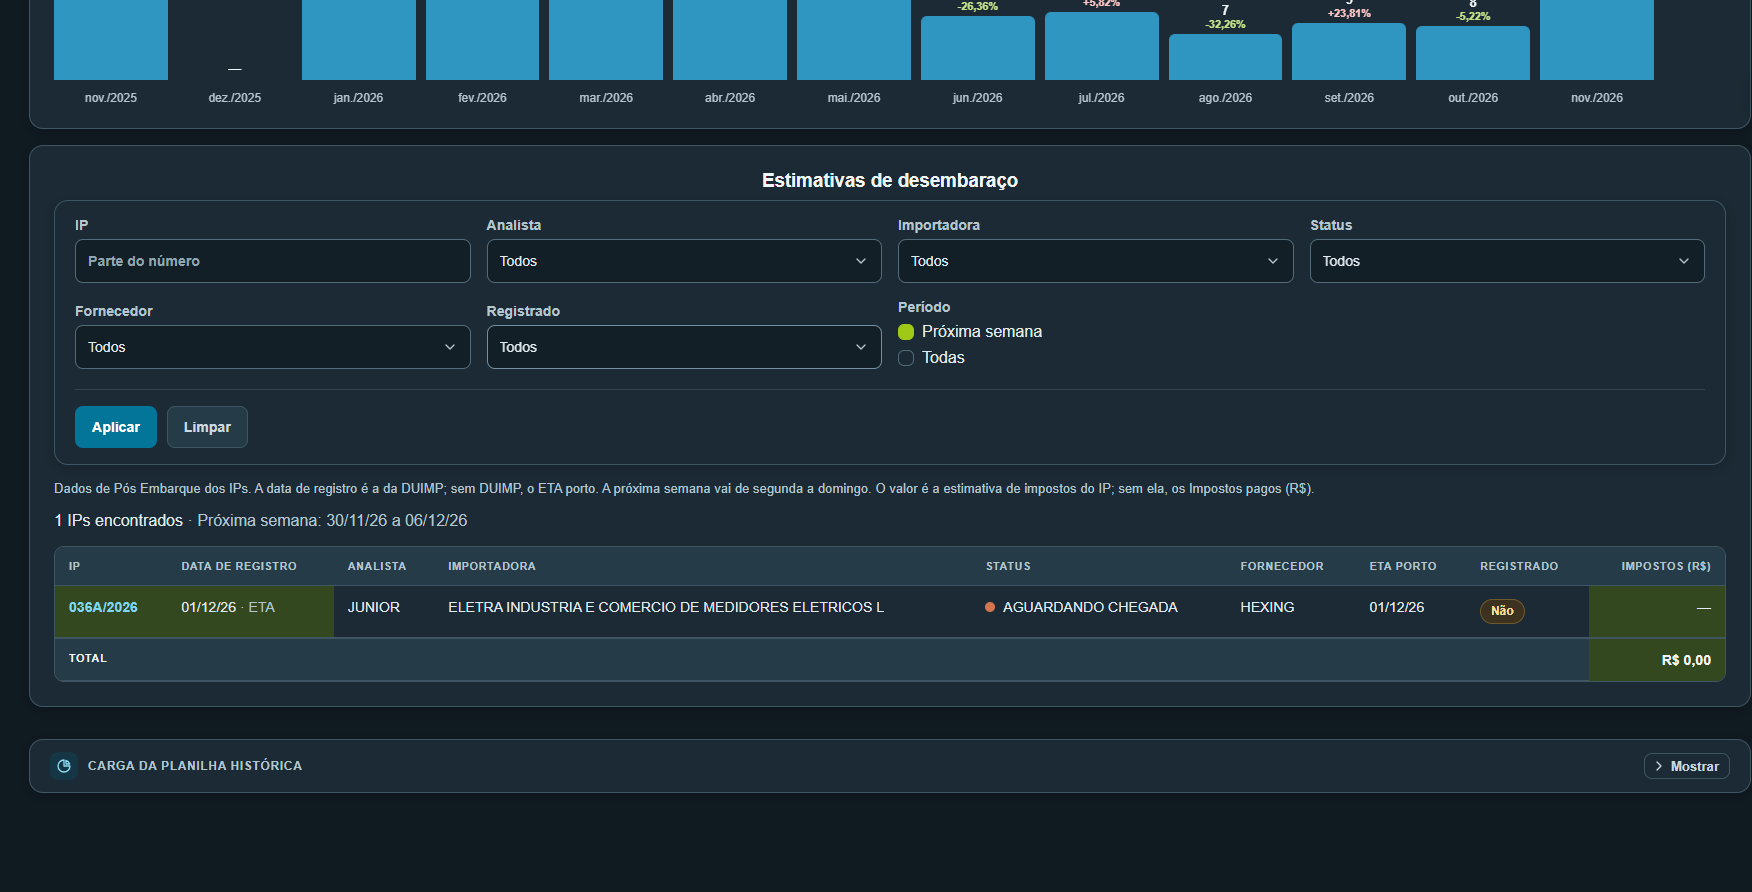 -26,36%
+5,82%
7
-32,26%
+23,81%
8
-5,22%
—
nov./2025 dez./2025 jan./2026 fev./2026 mar./2026 abr./2026 mai./2026 jun./2026 jul./2026 ago./2026 set./2026 out./2026 nov./2026
Estimativas de desembaraço
IP Analista Importadora Status
Parte do número Todos Todos Todos
Fornecedor Registrado Período
Todos Todos Próxima semana
Todas
Aplicar Limpar
Dados de Pós Embarque dos IPs. A data de registro é a da DUIMP; sem DUIMP, o ETA porto. A próxima semana vai de segunda a domingo. O valor é a estimativa de impostos do IP; sem ela, os Impostos pagos (R$).
1 IPs encontrados · Próxima semana: 30/11/26 a 06/12/26
IP DATA DE REGISTRO ANALISTA IMPORTADORA STATUS FORNECEDOR ETA PORTO REGISTRADO IMPOSTOS (R$)
036A/2026 01/12/26 · ETA JUNIOR ELETRA INDUSTRIA E COMERCIO DE MEDIDORES ELETRICOS L AGUARDANDO CHEGADA HEXING 01/12/26 Não —
TOTAL R$ 0,00
CARGA DA PLANILHA HISTÓRICA Mostrar